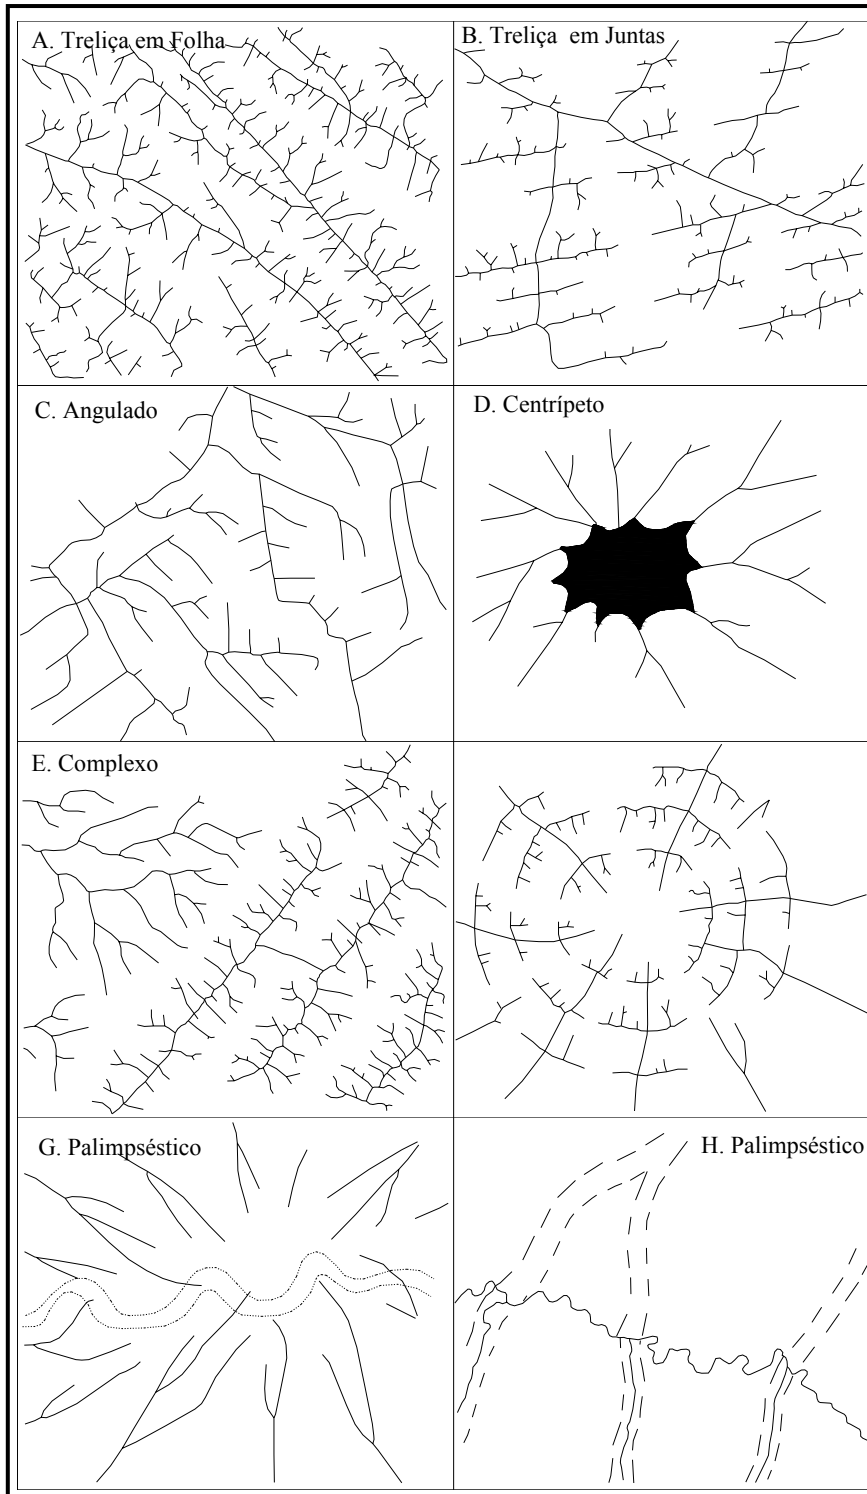 A. Treliça em Folha
B. Treliça em Juntas
C. Angulado
D. Centrípeto
E. Complexo
G. Palimpséstico
H. Palimpséstico